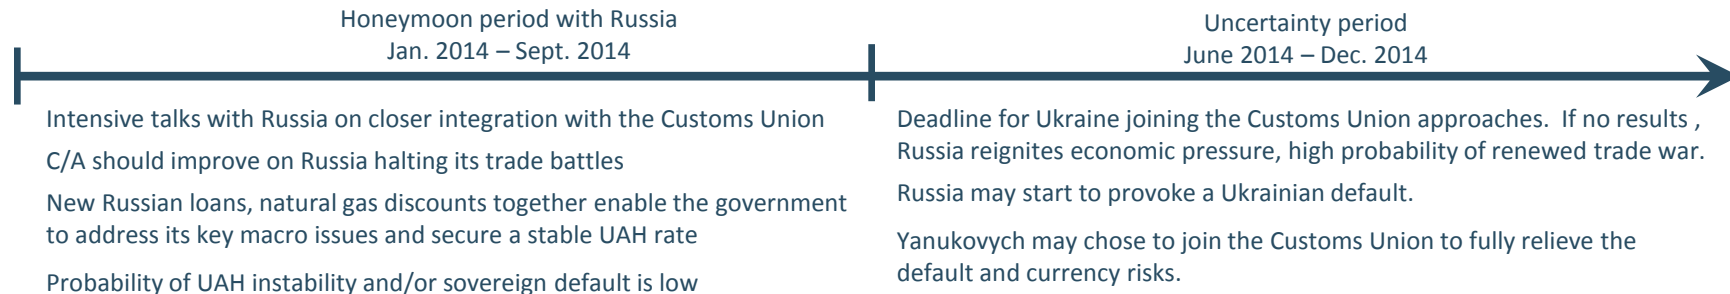 Honeymoon period with Russia
Jan. 2014 – Sept. 2014
Intensive talks with Russia on closer integration with the Customs Union
C/A should improve on Russia halting its trade battles
New Russian loans, natural gas discounts together enable the government
to address its key macro issues and secure a stable UAH rate
Probability of UAH instability and/or sovereign default is low
Uncertainty period
June 2014 – Dec. 2014
Deadline for Ukraine joining the Customs Union approaches.  If no results ,
Russia reignites economic pressure, high probability of renewed trade war.
Russia may start to provoke a Ukrainian default.
Yanukovych may chose to join the Customs Union to fully relieve the
default and currency risks.